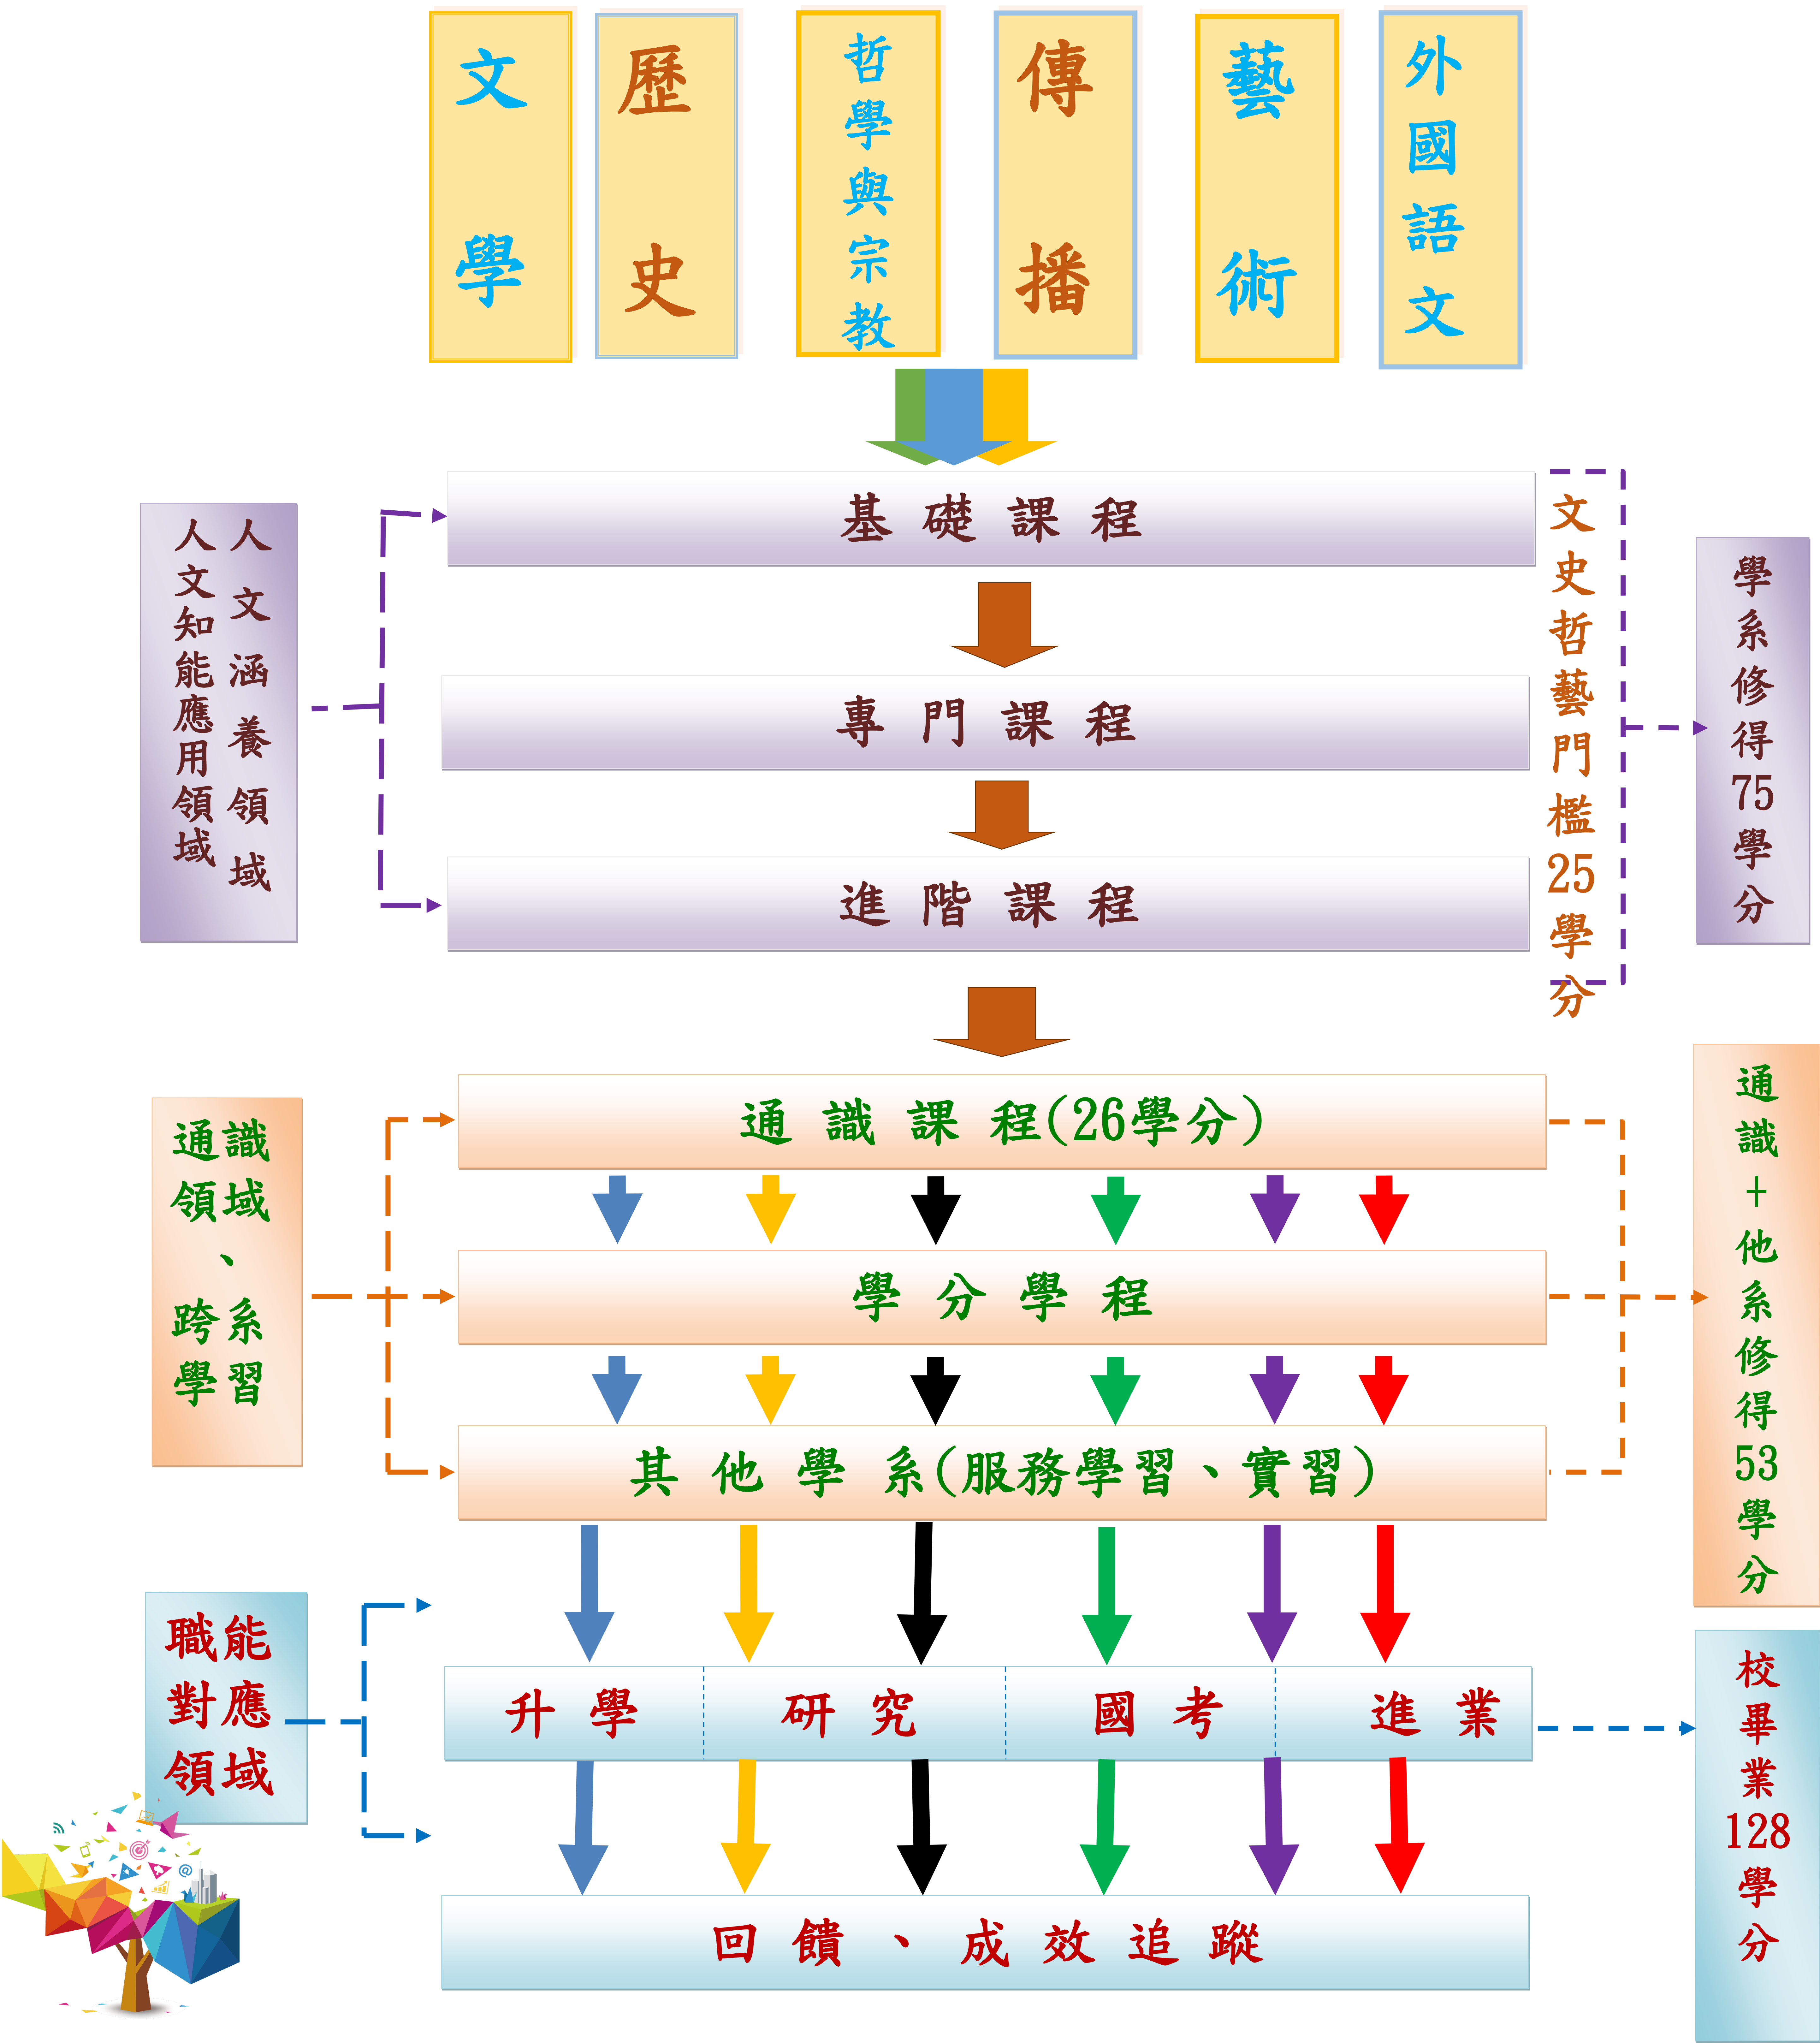 文學
歷史
哲學與宗教
傳播
藝術
外國語文
基礎課程
專門課程
進階課程
人文涵養領域
人文知能應用領域
文史哲藝門檻25學分
學系修得75學分
通識課程(26學分)
學分學程
其他學系(服務學習、實習)
通識
領域
、
跨系
學習
通識+他系修得53學分
職能
對應
領域
升學
研究
國考
進業
回饋、成效追蹤
校畢業128學分